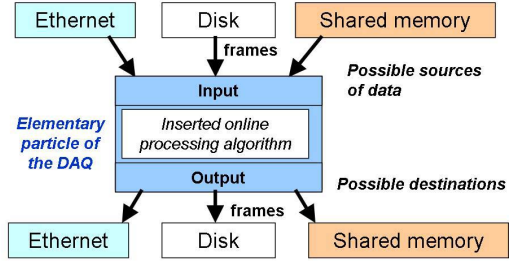 Ethernet
Disk
Shared memory
frames
Possible sources
of data
Input
Elementary
particle of
the DAQ
Inserted online
processing algorithm
Output
Possible destinations
frames
Ethernet
Disk
Shared memory